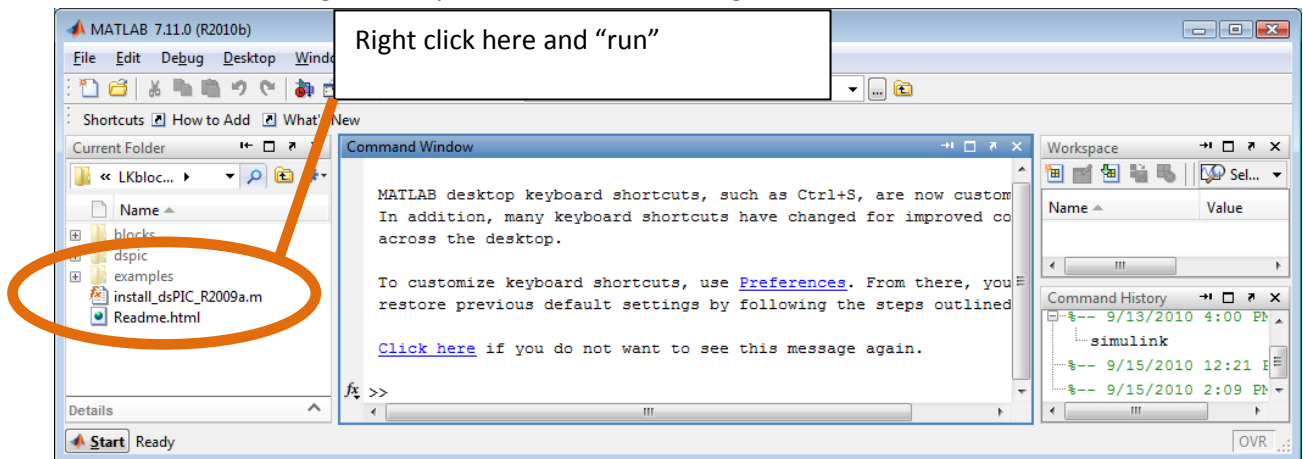 MATLAB 7.11.0 (R2010b)
Right click here and “run”
File Edit Debug Desktop Windo
Shortcuts How to Add What's New
Current Folder
Command Window
Workspace
« LKbloc...
Sel...
Name
Name Value
blocks
dspic
examples
install_dsPIC_R2009a.m
Readme.html
MATLAB desktop keyboard shortcuts, such as Ctrl+S, are now custom
In addition, many keyboard shortcuts have changed for improved co
across the desktop.
To customize keyboard shortcuts, use Preferences. From there, you
restore previous default settings by following the steps outlined
Click here if you do not want to see this message again.
fx >>
Command History
%-- 9/13/2010 4:00 PM
simulink
%-- 9/15/2010 12:21
%-- 9/15/2010 2:09 PM
Details
Start Ready
OVR